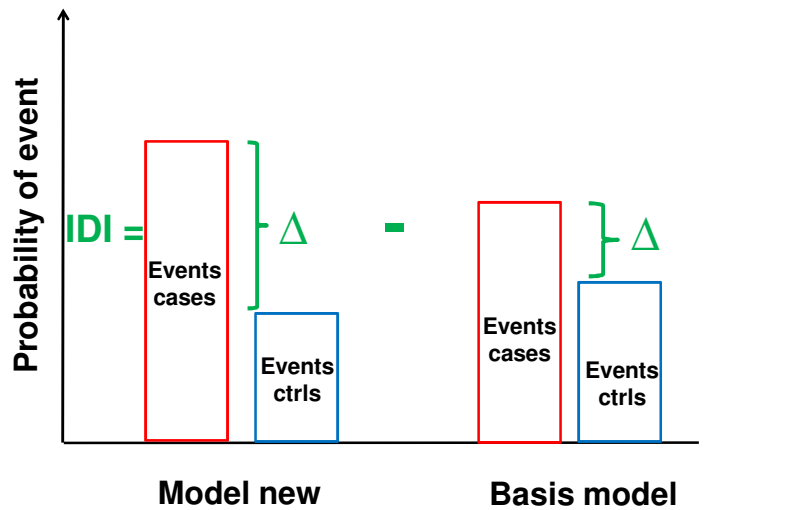 Probability of event
IDI =
Events
cases
Δ
Events
ctrls
-
Events
cases
Δ
Events
ctrls
Model new
Basis model